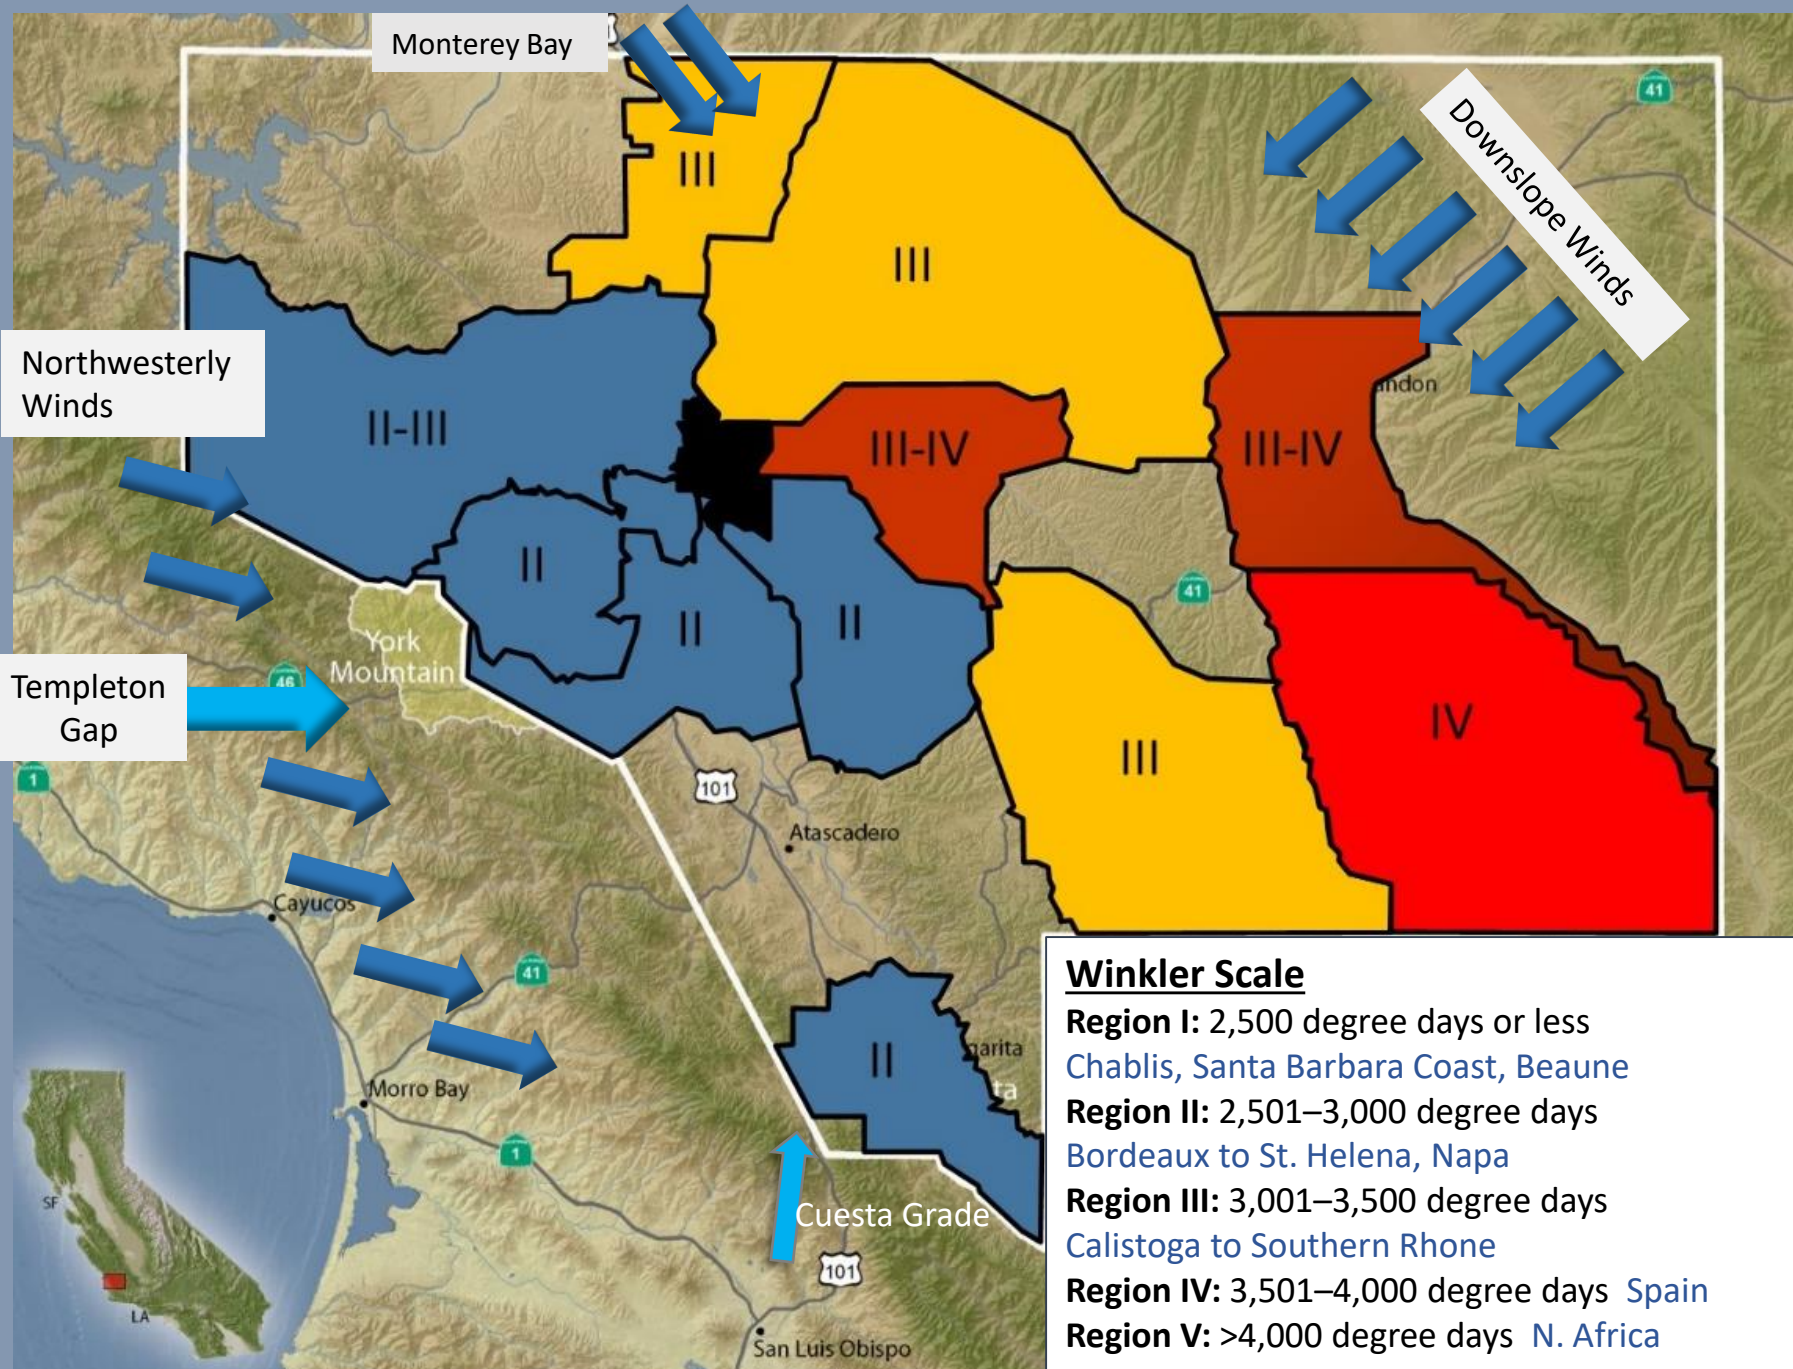 Monterey Bay
41
Downslope Winds
III
III
Northwesterly
Winds
ndon
II-III
III-IV
III-IV
II
41
II
II
York
Mountain
46
Templeton
Gap
IV
III
1
101
Atascadero
Cayucos
41
Winkler Scale
Region I: 2,500 degree days or less
Chablis, Santa Barbara Coast, Beaune
Region II: 2,501–3,000 degree days
Bordeaux to St. Helena, Napa
Region III: 3,001–3,500 degree days
Calistoga to Southern Rhone
Region IV: 3,501–4,000 degree days Spain
Region V: >4,000 degree days N. Africa
II
garita
ta
Morro Bay
1
Cuesta Grade
101
San Luis Obispo
SF
LA